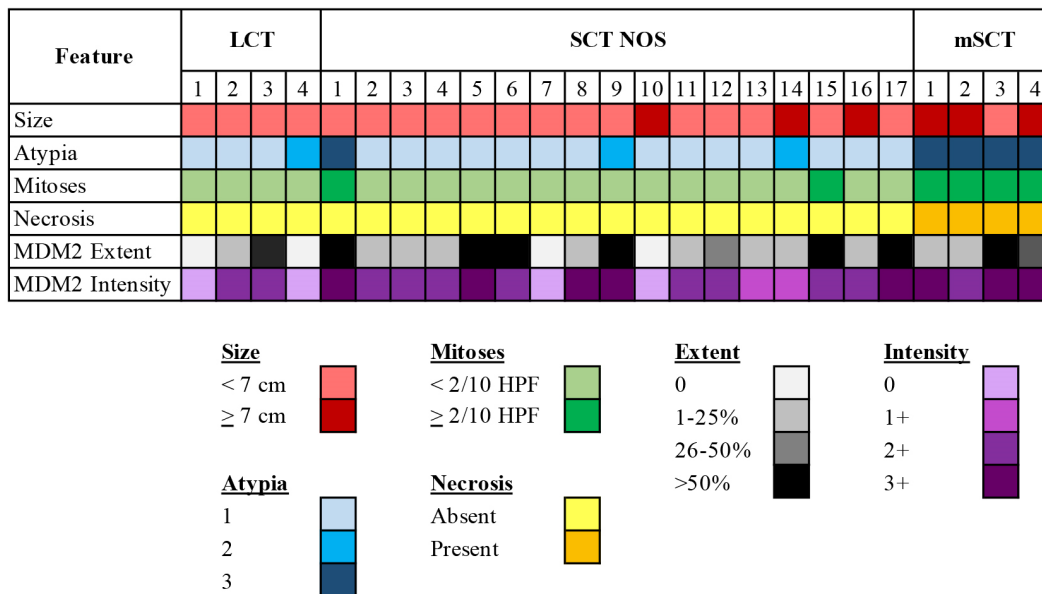 Feature LCT SCT NOS mSCT
1 2 3 4 1 2 3 4 5 6 7 8 9 10 11 12 13 14 15 16 17 1 2 3 4
Size
Atypia
Mitoses
Necrosis
MDM2 Extent
MDM2 Intensity
Size Mitoses Extent Intensity
< 7 cm < 2/10 HPF 0 0
≥ 7 cm ≥ 2/10 HPF 1-25% 1+
26-50% 2+
Atypia Necrosis >50% 3+
1 Absent
2 Present
3